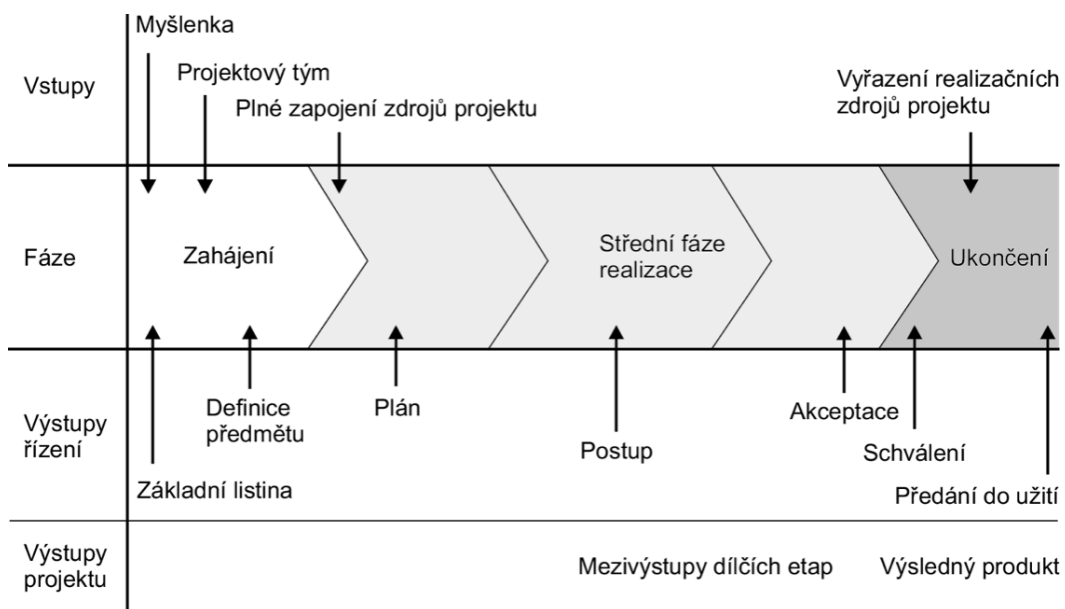 Myšlenka
Vstupy
Projektový tým
Plné zapojení zdrojů projektu
Vyřazení realizačních
zdrojů projektu
Fáze
Zahájení
Střední fáze
realizace
Ukončení
Výstupy
řízení
Základní listina
Definice
předmětu
Plán
Postup
Akceptace
Schválení
Předání do užití
Výstupy
projektu
Mezivýstupy dílčích etap
Výsledný produkt